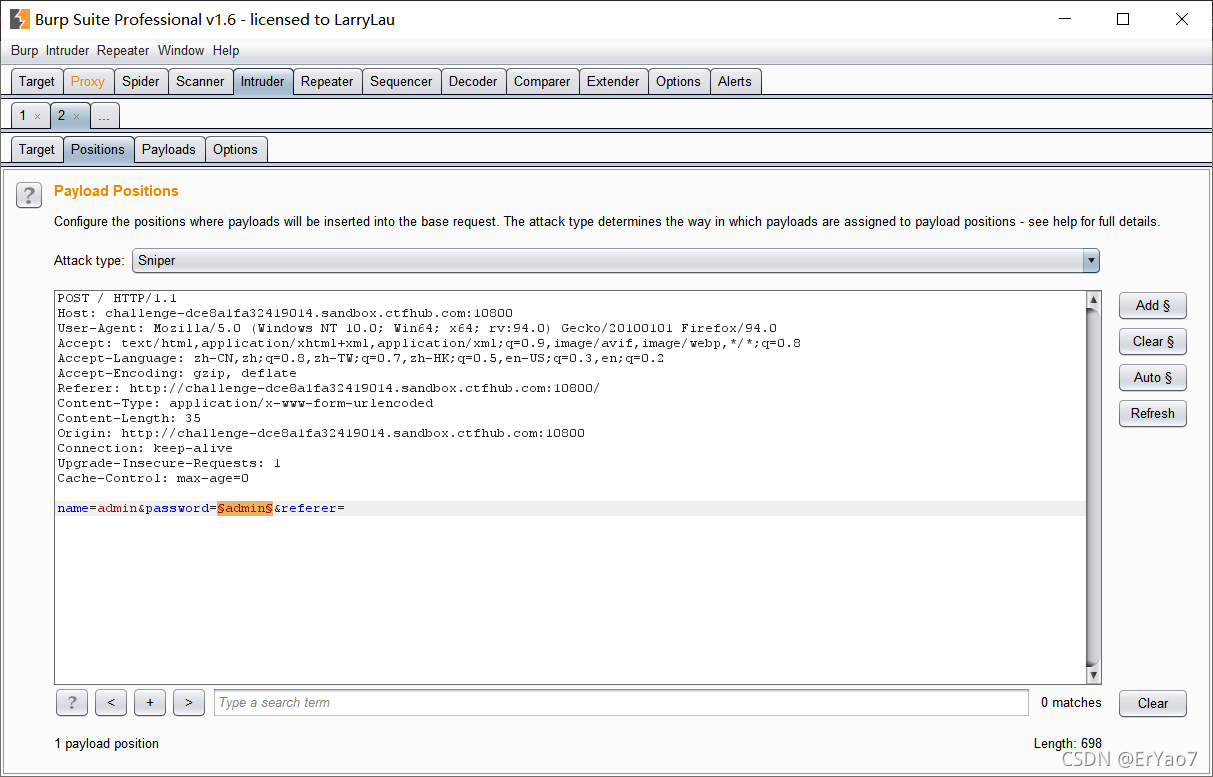 Burp Suite Professional v1.6 - licensed to LarryLau
Burp Intruder Repeater Window Help
Target Proxy Spider Scanner Intruder Repeater Sequencer Decoder Comparer Extender Options Alerts
1 × 2 × ...
Target Positions Payloads Options
? Payload Positions
Configure the positions where payloads will be inserted into the base request. The attack type determines the way in which payloads are assigned to payload positions - see help for full details.
Attack type: Sniper
POST / HTTP/1.1
Host: challenge-dce8a1fa32419014.sandbox.ctfhub.com:10800
User-Agent: Mozilla/5.0 (Windows NT 10.0; Win64; x64; rv:94.0) Gecko/20100101 Firefox/94.0
Accept: text/html,application/xhtml+xml,application/xml;q=0.9,image/avif,image/webp,*/*;q=0.8
Accept-Language: zh-CN,zh;q=0.8,zh-TW;q=0.7,zh-HK;q=0.5,en-US;q=0.3,en;q=0.2
Accept-Encoding: gzip, deflate
Referer: http://challenge-dce8a1fa32419014.sandbox.ctfhub.com:10800/
Content-Type: application/x-www-form-urlencoded
Content-Length: 35
Origin: http://challenge-dce8a1fa32419014.sandbox.ctfhub.com:10800
Connection: keep-alive
Upgrade-Insecure-Requests: 1
Cache-Control: max-age=0
name=admin&password=§admin§&referer=
Add §
Clear §
Auto §
Refresh
? < + > Type a search term 0 matches Clear
1 payload position Length: 698
CSDN @ErYao7